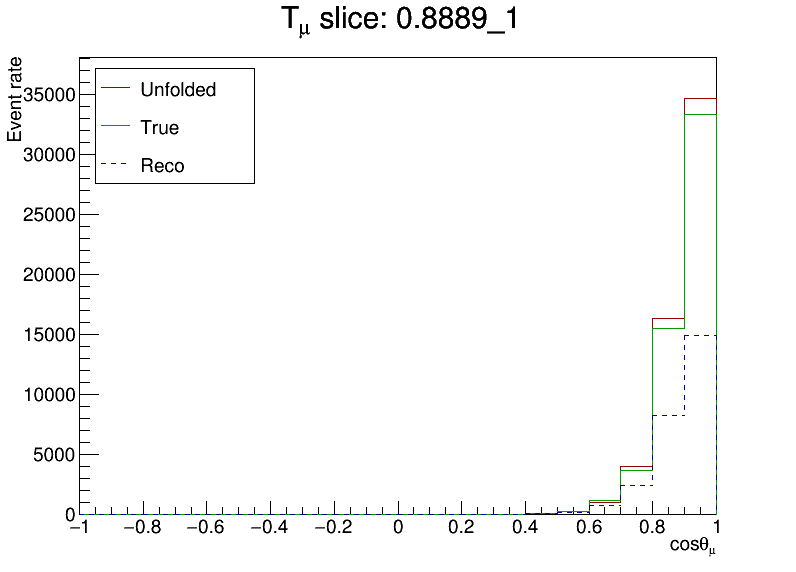 Tμ slice: 0.8889_1
Event rate
Unfolded
True
Reco
35000
30000
25000
20000
15000
10000
5000
0
−1 −0.8 −0.6 −0.4 −0.2 0 0.2 0.4 0.6 0.8 1
cosθμ